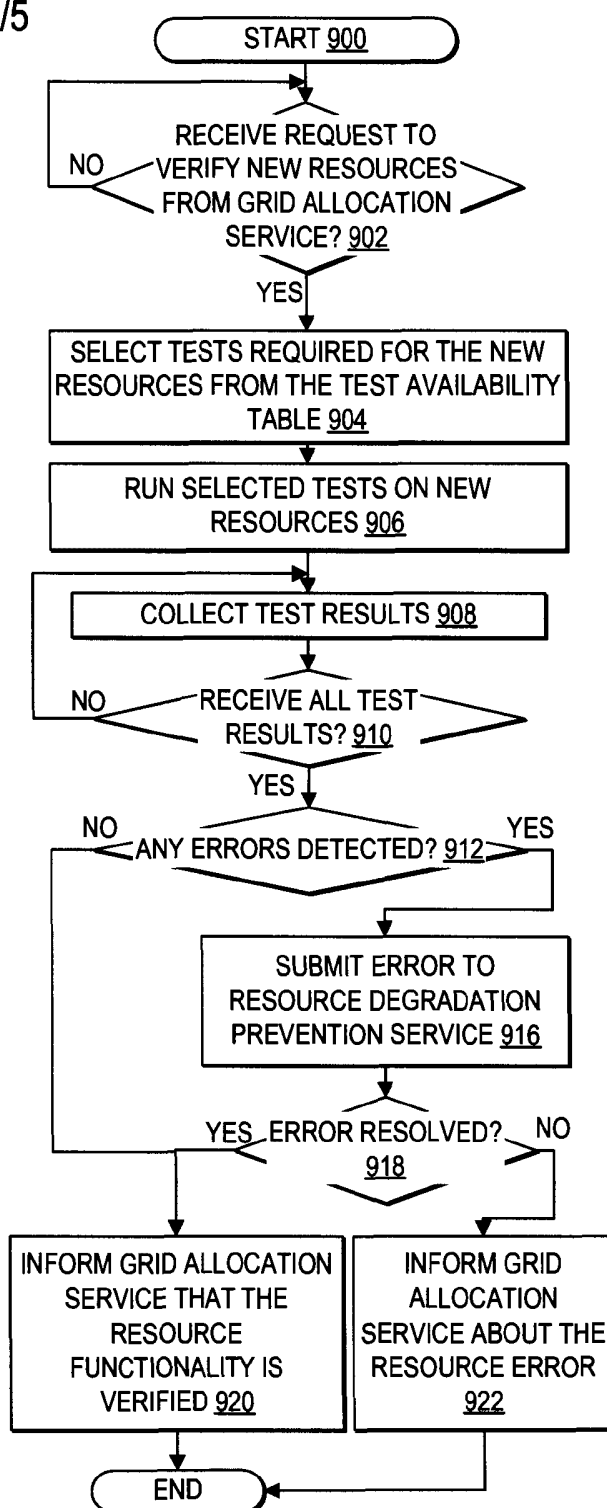 /5
START 900
RECEIVE REQUEST TO
NO
VERIFY NEW RESOURCES
FROM GRID ALLOCATION
SERVICE? 902
YES
SELECT TESTS REQUIRED FOR THE NEW
RESOURCES FROM THE TEST AVAILABILITY
TABLE 904
RUN SELECTED TESTS ON NEW
RESOURCES 906
COLLECT TEST RESULTS 908
NO
RECEIVE ALL TEST
RESULTS? 910
YES
NO
YES
ANY ERRORS DETECTED? 912
SUBMIT ERROR TO
RESOURCE DEGRADATION
PREVENTION SERVICE 916
YES
ERROR RESOLVED?
NO
918
INFORM GRID ALLOCATION
SERVICE THAT THE
RESOURCE
FUNCTIONALITY IS
VERIFIED 920
INFORM GRID
ALLOCATION
SERVICE ABOUT THE
RESOURCE ERROR
922
END